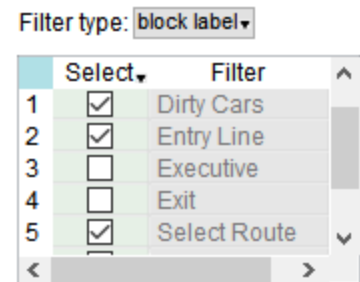 Filter type: block label
Select Filter
1 Dirty Cars
2 Entry Line
3 Executive
4 Exit
5 Select Route